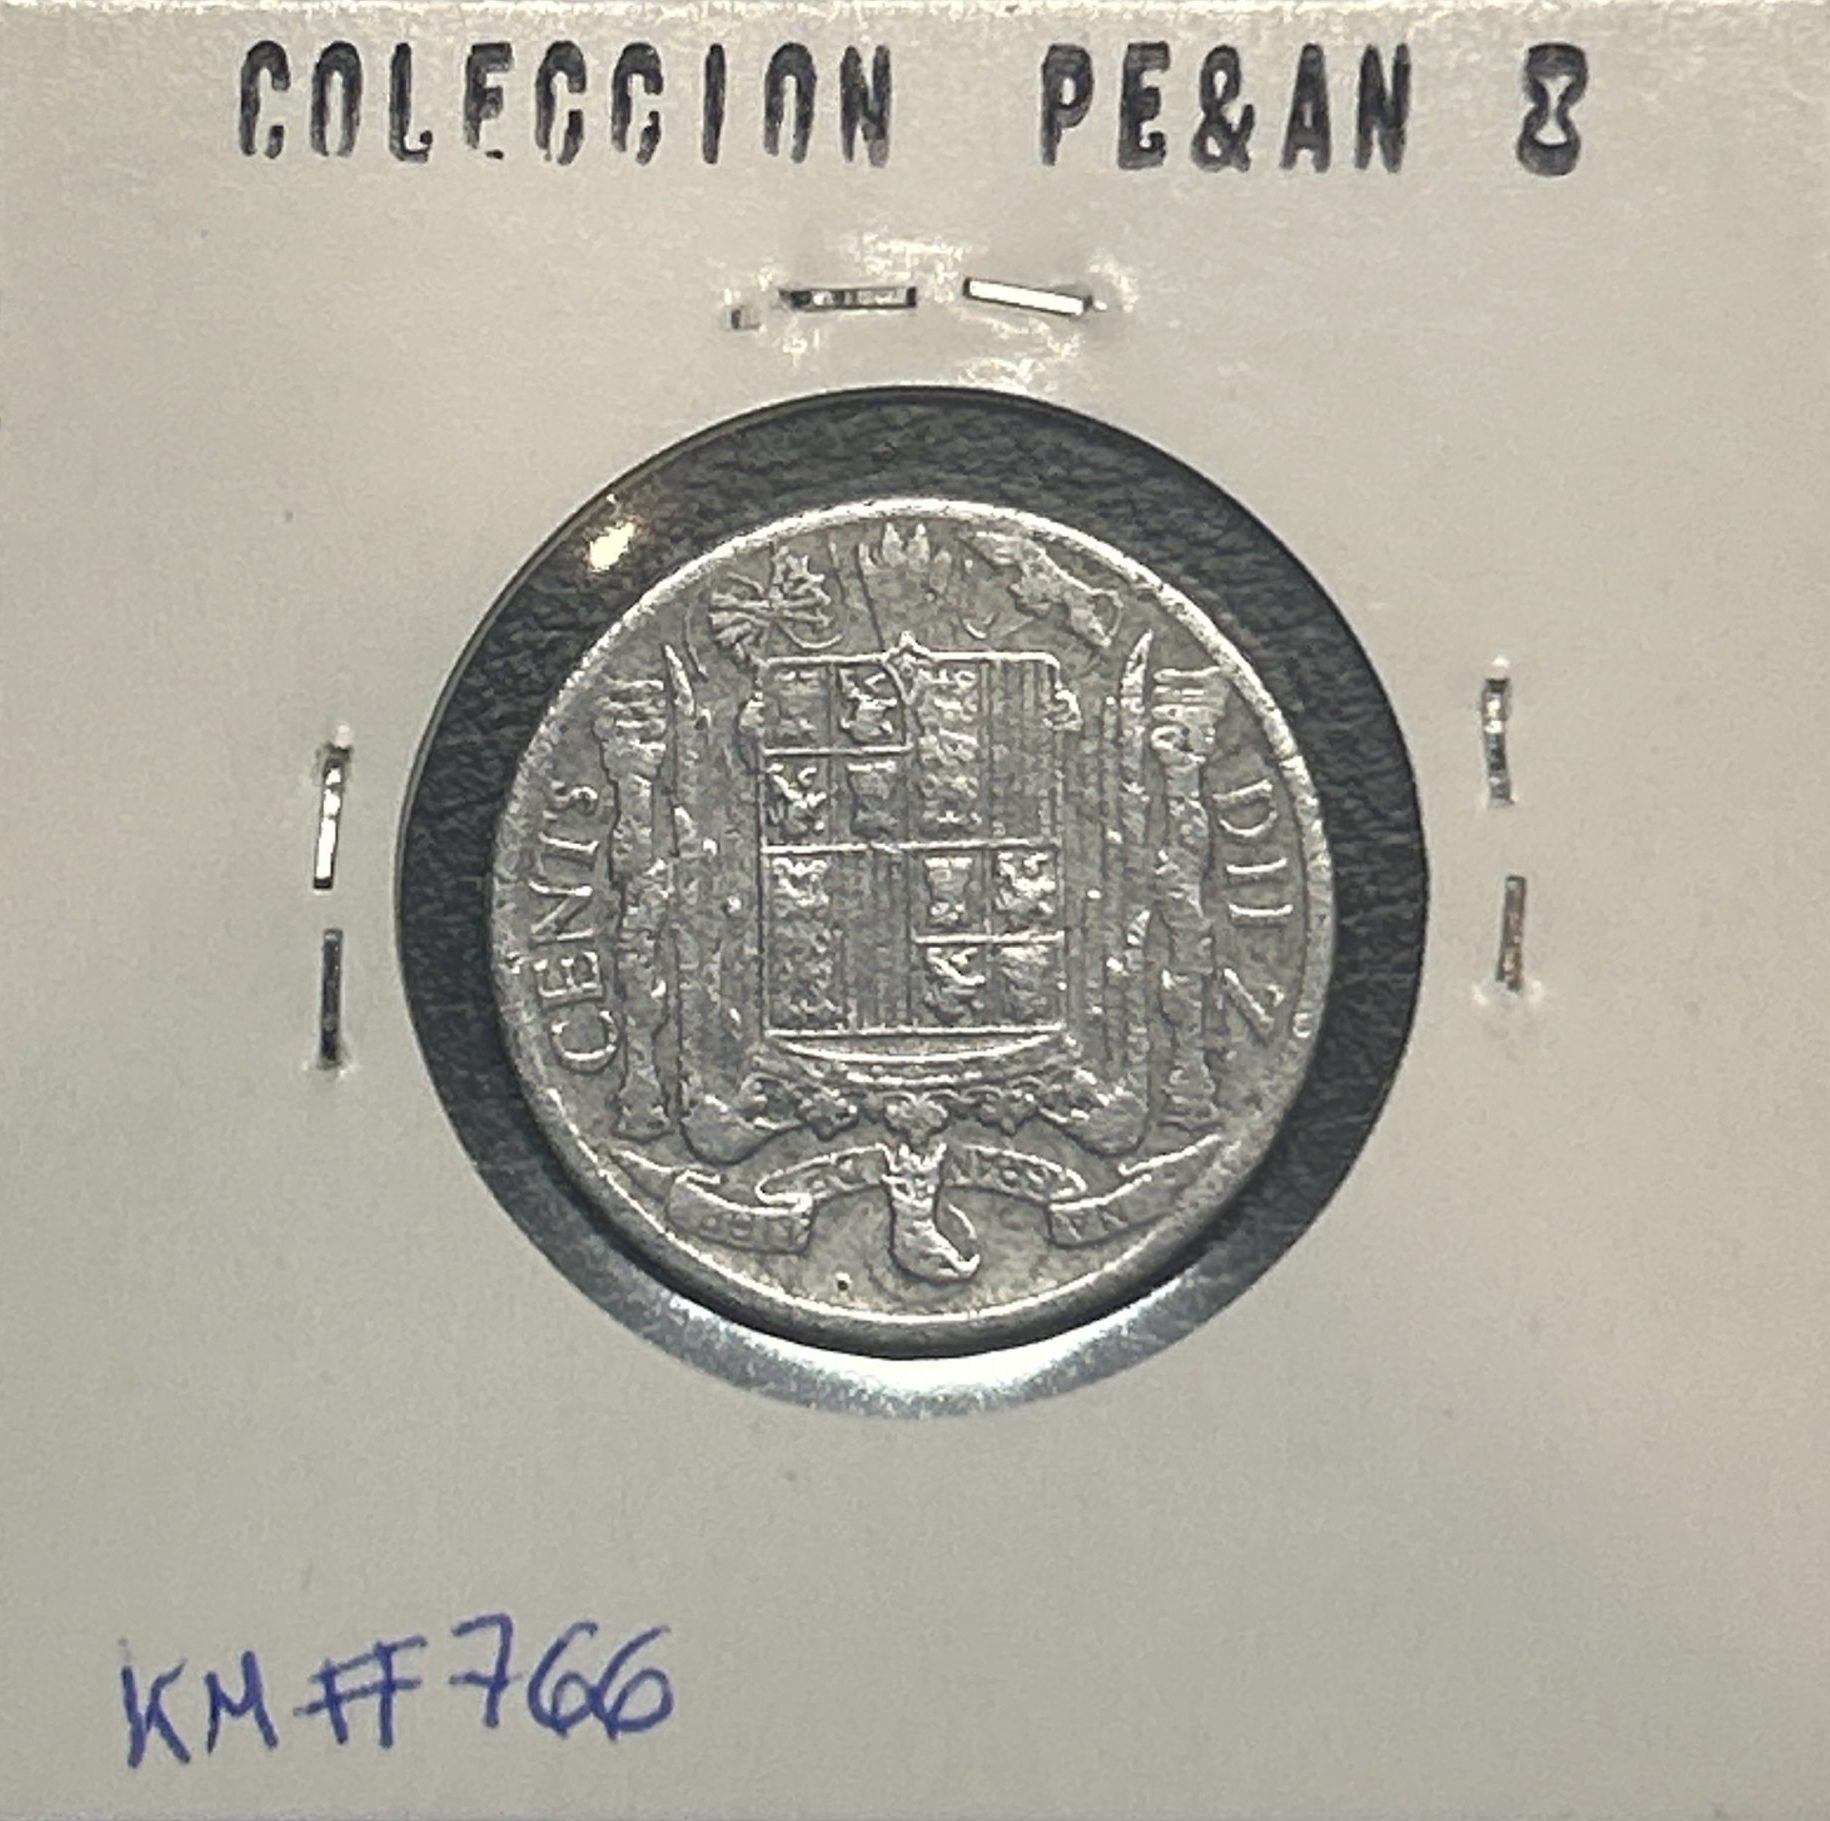 COLECCION PE&AN 8
DIEZ
CENTS
KM#766